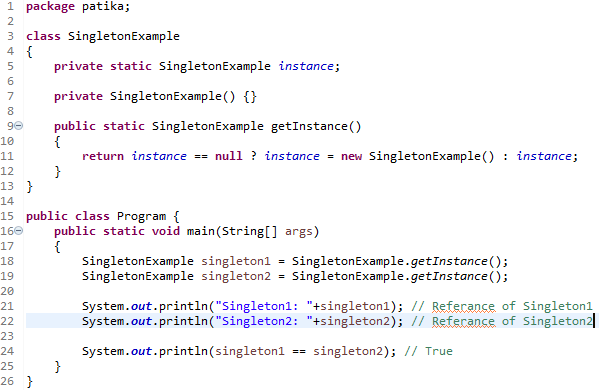 1 package patika;
2
3 class SingletonExample
4 {
5     private static SingletonExample instance;
6
7     private SingletonExample() {}
8
9     public static SingletonExample getInstance()
10     {
11         return instance == null ? instance = new SingletonExample() : instance;
12     }
13 }
14
15 public class Program {
16     public static void main(String[] args)
17     {
18         SingletonExample singleton1 = SingletonExample.getInstance();
19         SingletonExample singleton2 = SingletonExample.getInstance();
20
21         System.out.println("Singleton1: "+singleton1); // Referance of Singleton1
22         System.out.println("Singleton2: "+singleton2); // Referance of Singleton2
23
24         System.out.println(singleton1 == singleton2); // True
25     }
26 }